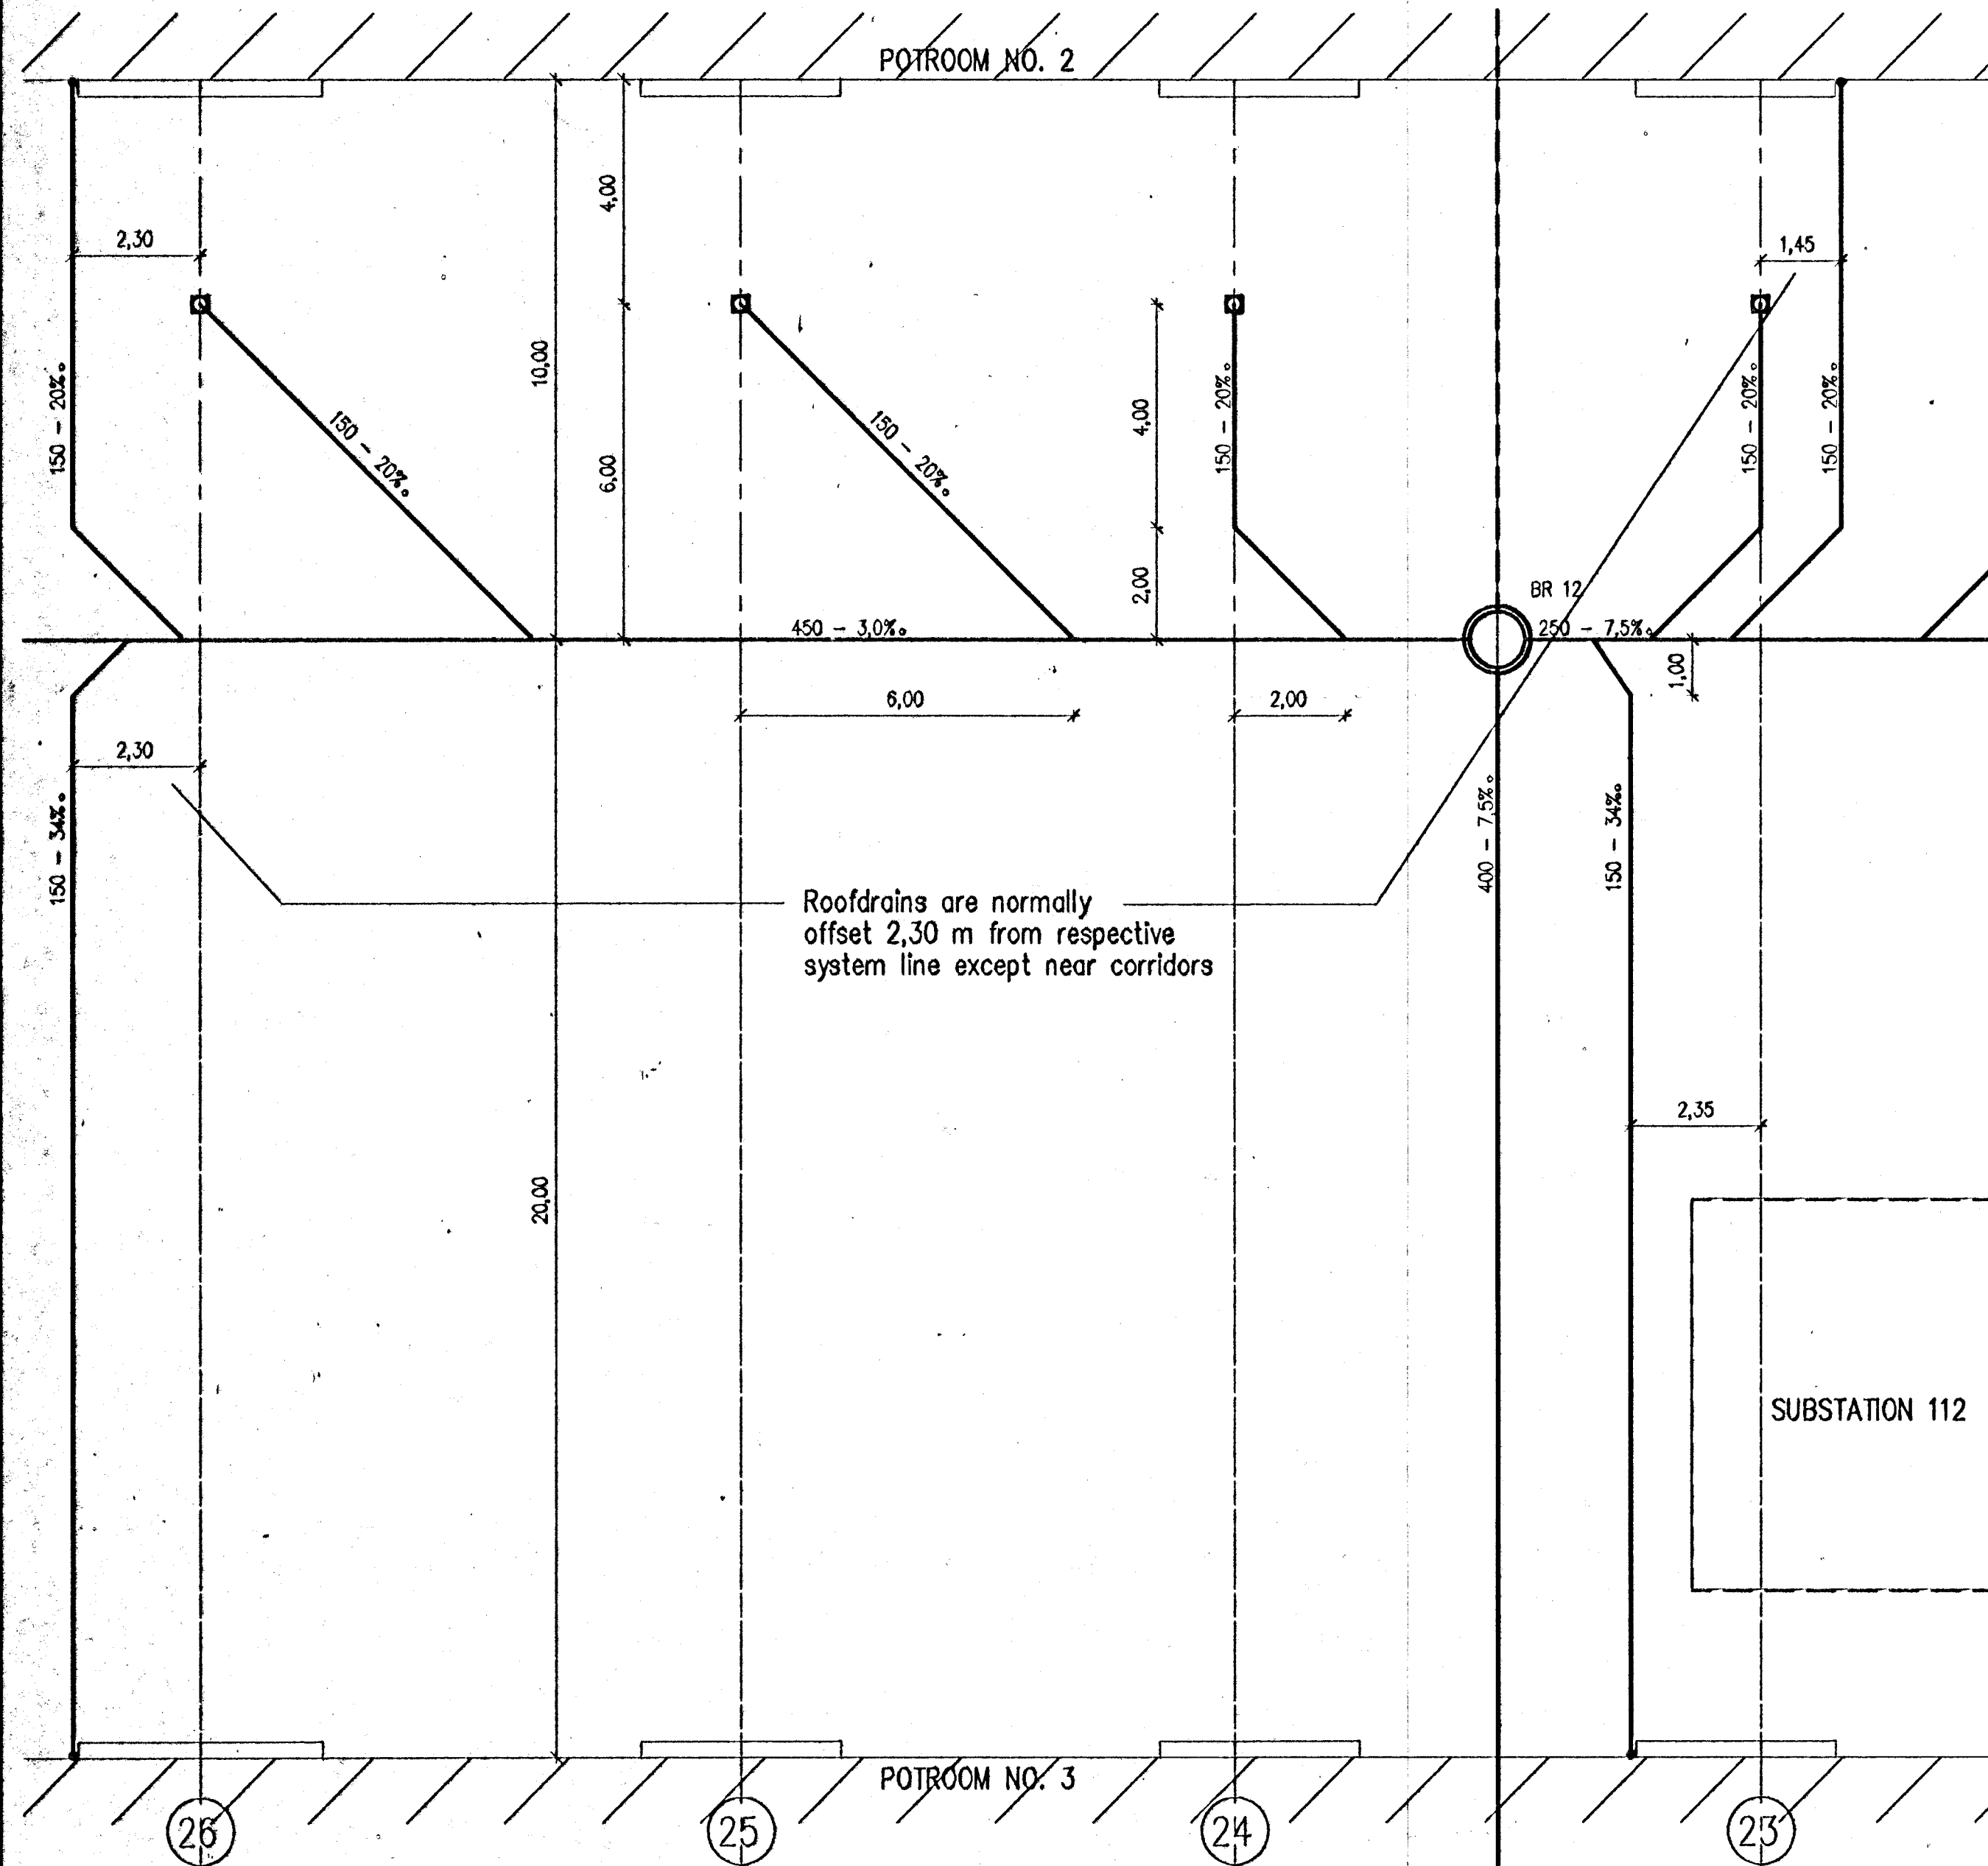 POTROOM NO. 2
4,00
2,30
1,45
10,00
150 - 20‰
150 - 20‰
150 - 20‰
150 - 20‰
150 - 20‰
150 - 20‰
4,00
6,00
2,00
BR 12
450 - 3,0‰
250 - 7,5‰
1,00
6,00
2,00
2,30
150 - 34‰
400 - 7,5‰
150 - 34‰
Roofdrains are normally
offset 2,30 m from respective
system line except near corridors
2,35
20,00
SUBSTATION 112
POTROOM NO. 3
26
25
24
23